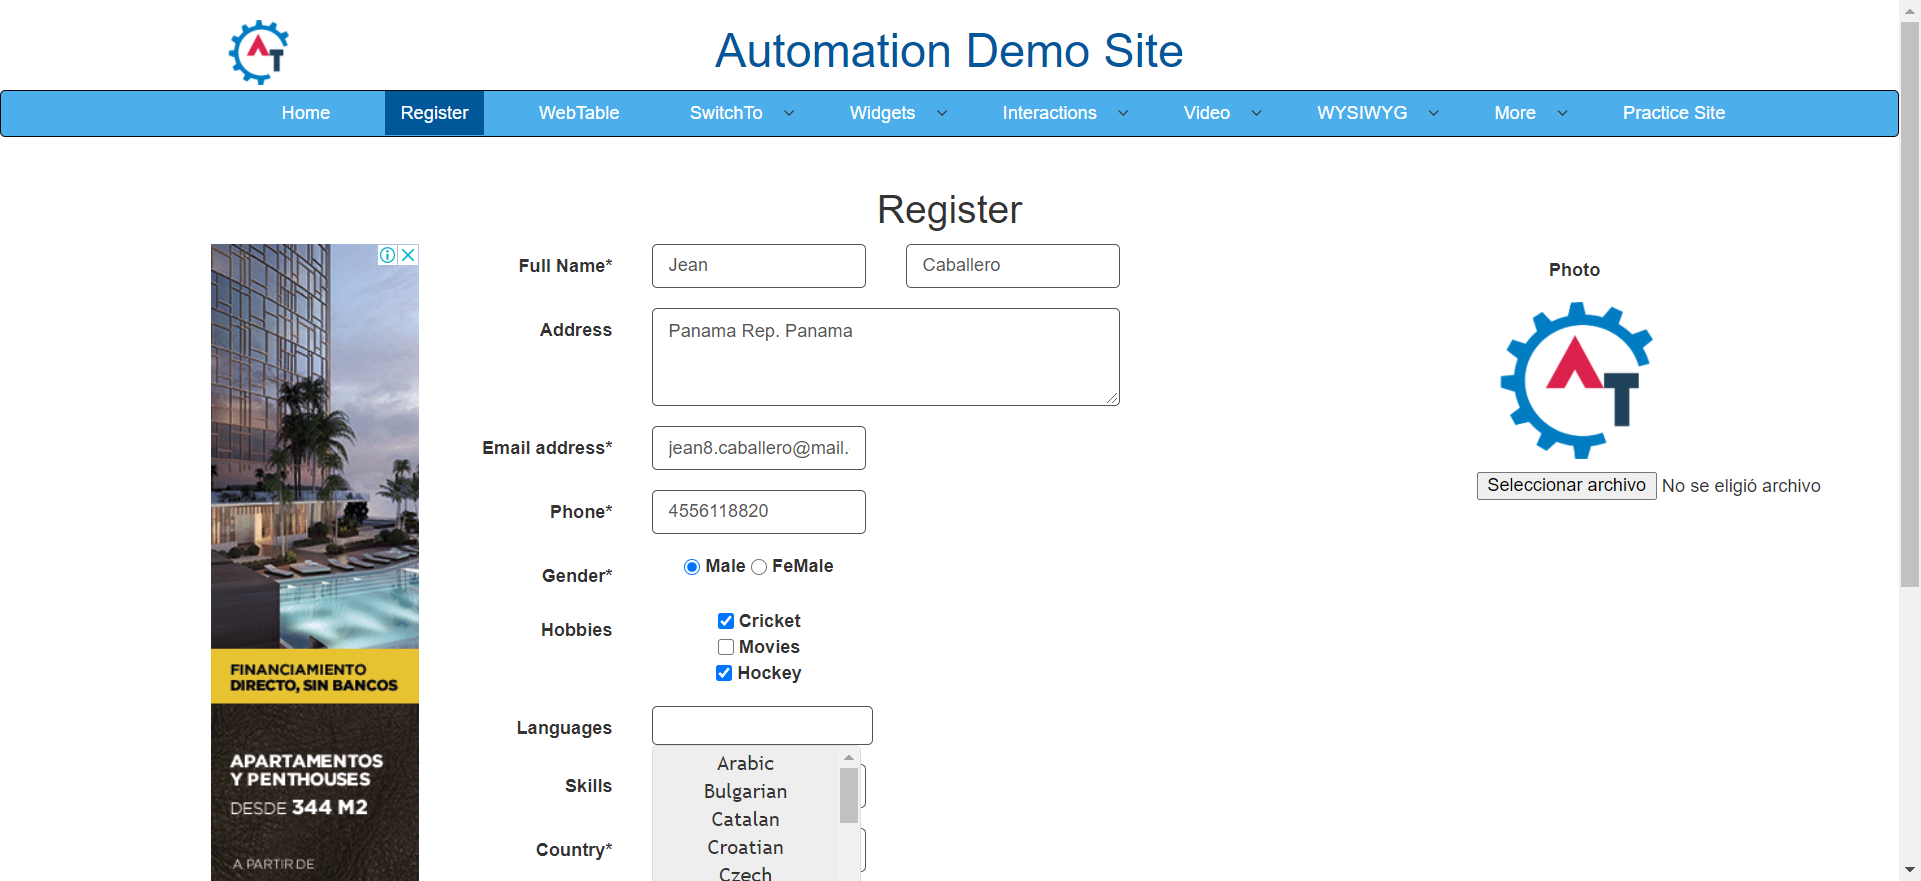 AT
Automation Demo Site
Home Register WebTable SwitchTo Widgets Interactions Video WYSIWYG More Practice Site
Register
Full Name* Jean Caballero
Photo
Address Panama Rep. Panama
AT
Email address* jean8.caballero@mail.
Seleccionar archivo No se eligió archivo
Phone* 4556118820
Gender* Male FeMale
Hobbies Cricket
Movies
Hockey
Languages
Arabic
Skills
Bulgarian
Catalan
Country* Croatian
Czech
FINANCIAMIENTO
DIRECTO, SIN BANCOS
APARTAMENTOS
Y PENTHOUSES
DESDE 344 M2
A PARTIR DE